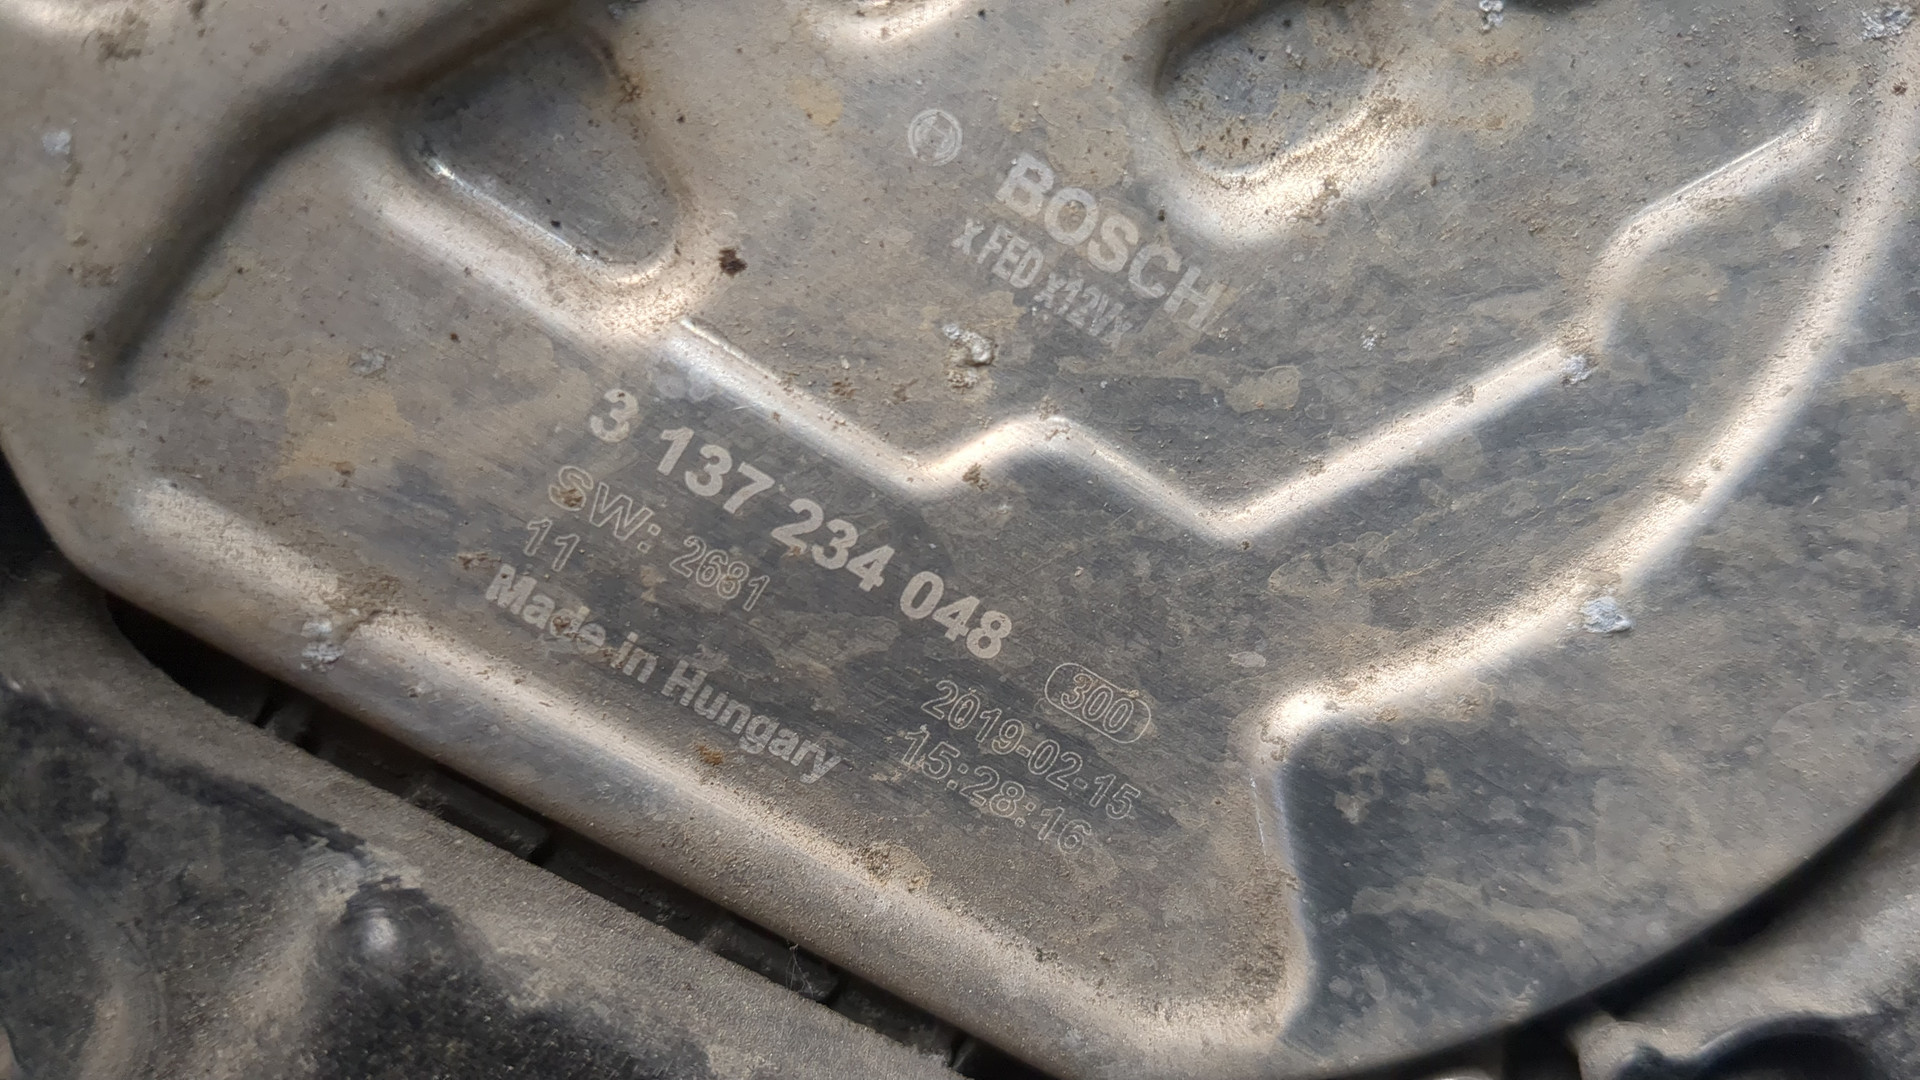 BOSCH
x FED x12Vx
3 137 234 048
SW: 2681
11
Made in Hungary
300
2019-02-15
15:28:16